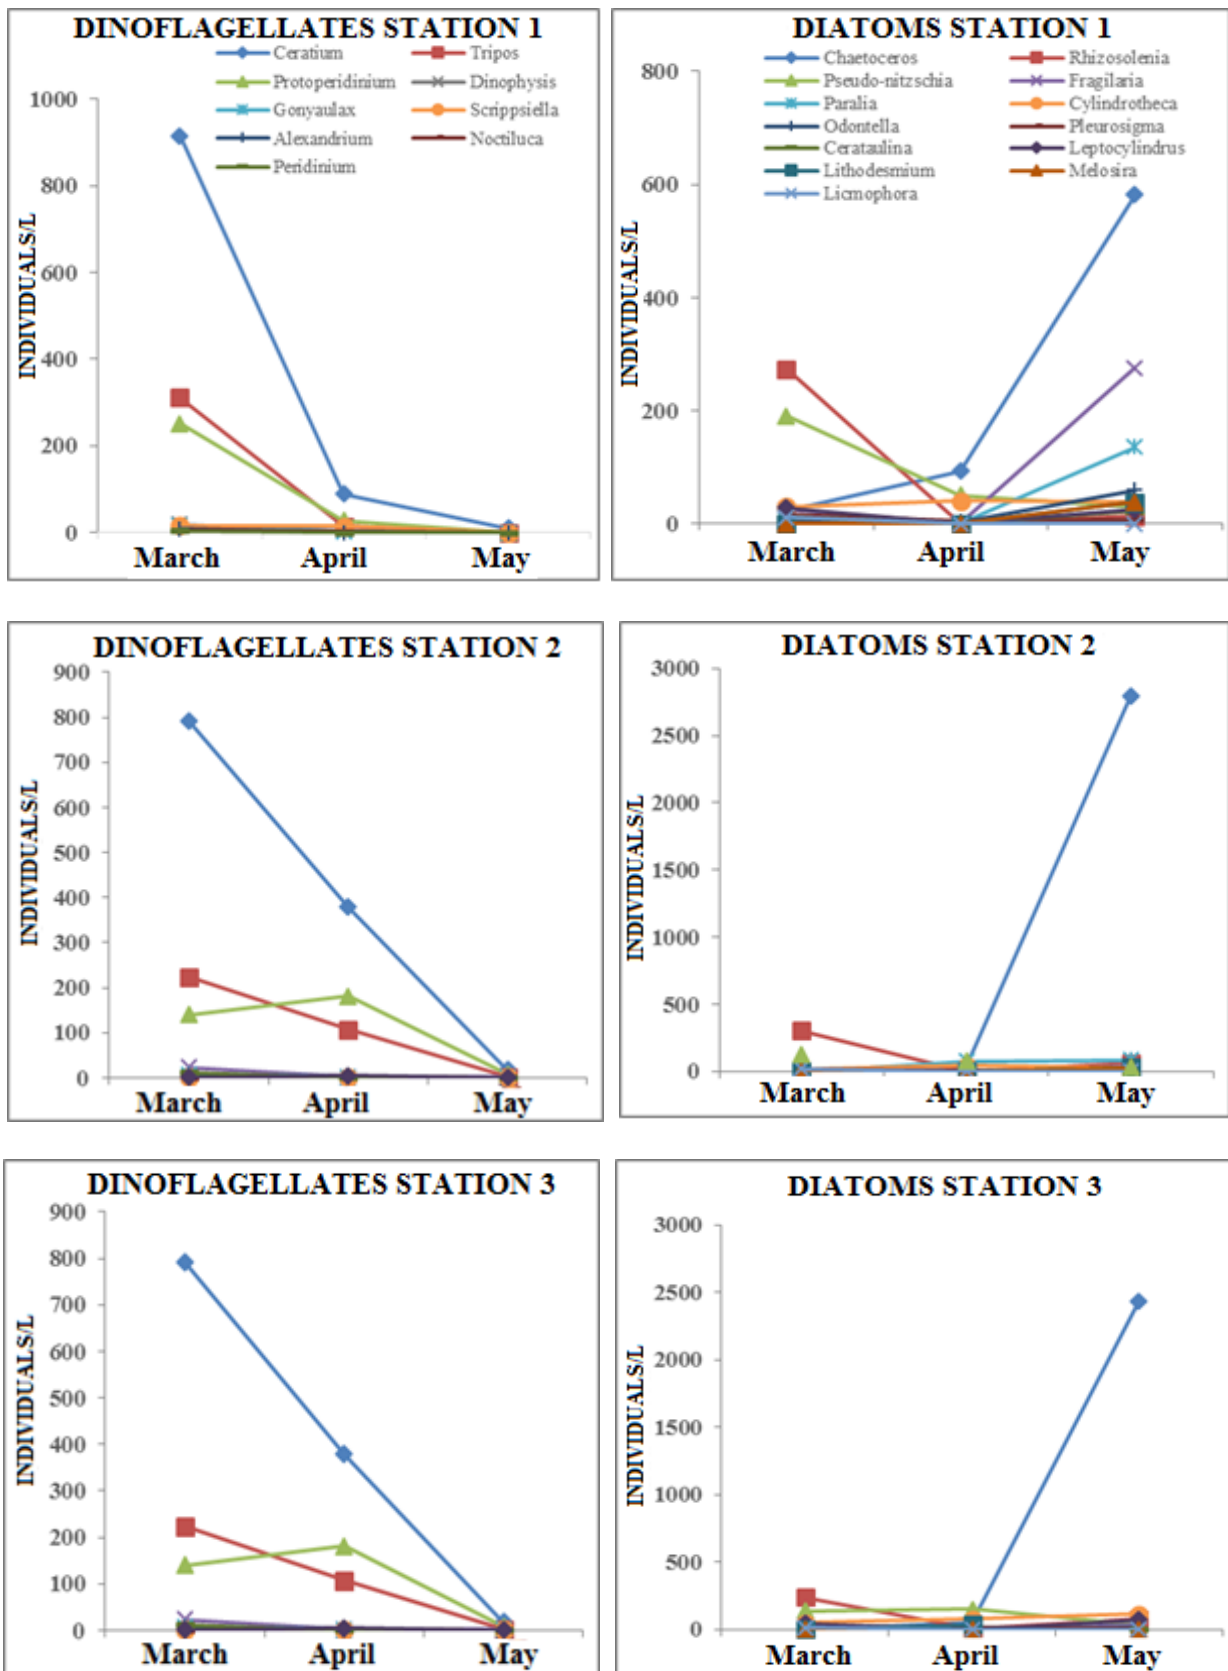 DINOFLAGELLATES STATION 1
Ceratium Tripos
Protoperidinium Dinophysis
Gonyaulax Scrippsiella
Alexandrium Noctiluca
Peridinium
INDIVIDUALS/L
1000
800
600
400
200
0
March April May
DIATOMS STATION 1
Chaetoceros Rhizosolenia
Pseudo-nitzschia Fragilaria
Paralia Cylindrotheca
Odontella Pleurosigma
Cerataulina Leptocylindrus
Lithodesmium Melosira
Licmophora
INDIVIDUALS/L
800
600
400
200
0
March April May
DINOFLAGELLATES STATION 2
INDIVIDUALS/L
900
800
700
600
500
400
300
200
100
0
March April May
DIATOMS STATION 2
INDIVIDUALS/L
3000
2500
2000
1500
1000
500
0
March April May
DINOFLAGELLATES STATION 3
INDIVIDUALS/L
900
800
700
600
500
400
300
200
100
0
March April May
DIATOMS STATION 3
INDIVIDUALS/L
3000
2500
2000
1500
1000
500
0
March April May